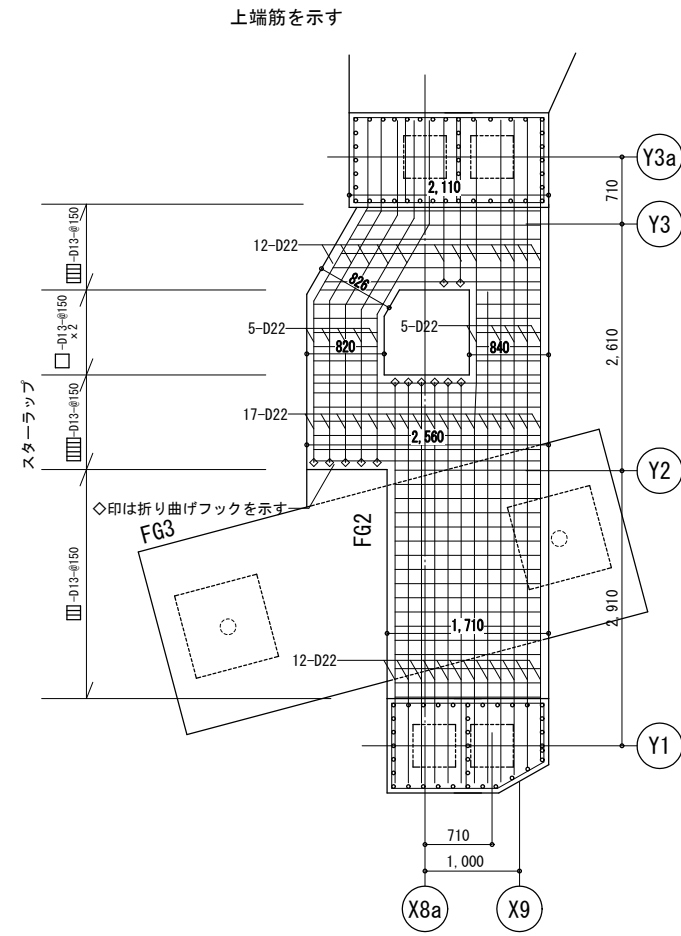 上端筋を示す
Y3a
2,110
710
Y3
12-D22
-D13-@150
826
-D13-@150
×2
5-D22
5-D22
820
840
2,610
スターラップ
-D13-@150
17-D22
2,560
Y2
◇印は折り曲げフックを示す
FG3
FG2
-D13-@150
2,910
1,710
12-D22
Y1
710
1,000
X8a
X9